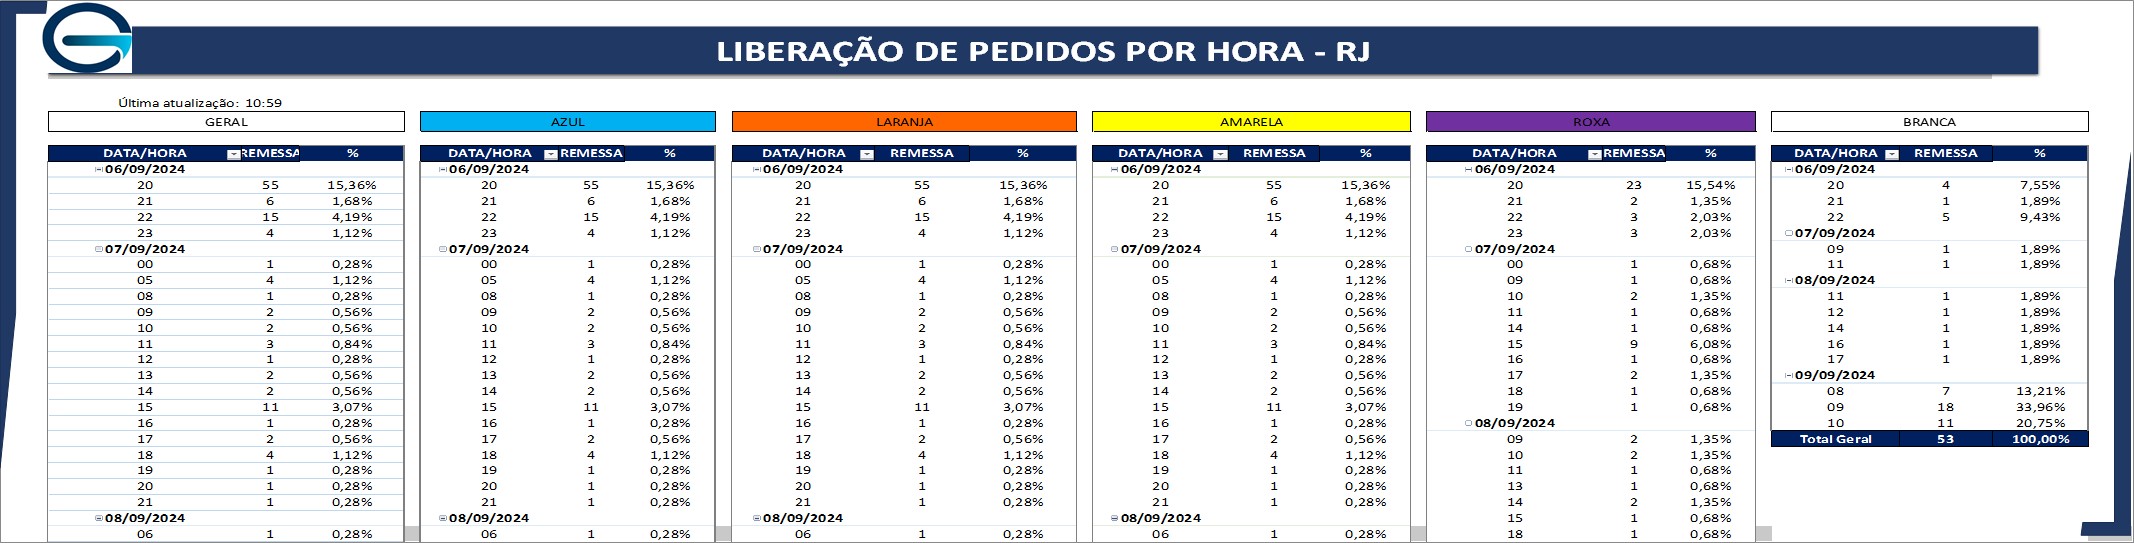 LIBERAÇÃO DE PEDIDOS POR HORA - RJ
Última atualização: 10:59
GERAL AZUL LARANJA AMARELA ROXA BRANCA
DATA/HORA REMESSA % DATA/HORA REMESSA % DATA/HORA REMESSA % DATA/HORA REMESSA % DATA/HORA REMESSA % DATA/HORA REMESSA %
06/09/2024 06/09/2024 06/09/2024 06/09/2024 06/09/2024 06/09/2024
20 55 15,36% 20 55 15,36% 20 55 15,36% 20 55 15,36% 20 23 15,54% 20 4 7,55%
21 6 1,68% 21 6 1,68% 21 6 1,68% 21 6 1,68% 21 2 1,35% 21 1 1,89%
22 15 4,19% 22 15 4,19% 22 15 4,19% 22 15 4,19% 22 3 2,03% 22 5 9,43%
23 4 1,12% 23 4 1,12% 23 4 1,12% 23 4 1,12% 23 3 2,03% 07/09/2024
07/09/2024 07/09/2024 07/09/2024 07/09/2024 07/09/2024 09 1 1,89%
00 1 0,28% 00 1 0,28% 00 1 0,28% 00 1 0,28% 00 1 0,68% 11 1 1,89%
05 4 1,12% 05 4 1,12% 05 4 1,12% 05 4 1,12% 09 1 0,68% 08/09/2024
08 1 0,28% 08 1 0,28% 08 1 0,28% 08 1 0,28% 10 2 1,35% 11 1 1,89%
09 2 0,56% 09 2 0,56% 09 2 0,56% 09 2 0,56% 11 1 0,68% 12 1 1,89%
10 2 0,56% 10 2 0,56% 10 2 0,56% 10 2 0,56% 14 1 0,68% 14 1 1,89%
11 3 0,84% 11 3 0,84% 11 3 0,84% 11 3 0,84% 15 9 6,08% 16 1 1,89%
12 1 0,28% 12 1 0,28% 12 1 0,28% 12 1 0,28% 16 1 0,68% 17 1 1,89%
13 2 0,56% 13 2 0,56% 13 2 0,56% 13 2 0,56% 17 2 1,35% 09/09/2024
14 2 0,56% 14 2 0,56% 14 2 0,56% 14 2 0,56% 18 1 0,68% 08 7 13,21%
15 11 3,07% 15 11 3,07% 15 11 3,07% 15 11 3,07% 19 1 0,68% 09 18 33,96%
16 1 0,28% 16 1 0,28% 16 1 0,28% 16 1 0,28% 08/09/2024 10 11 20,75%
17 2 0,56% 17 2 0,56% 17 2 0,56% 17 2 0,56% 09 2 1,35% Total Geral 53 100,00%
18 4 1,12% 18 4 1,12% 18 4 1,12% 18 4 1,12% 10 2 1,35%
19 1 0,28% 19 1 0,28% 19 1 0,28% 19 1 0,28% 11 1 0,68%
20 1 0,28% 20 1 0,28% 20 1 0,28% 20 1 0,28% 13 1 0,68%
21 1 0,28% 21 1 0,28% 21 1 0,28% 21 1 0,28% 14 2 1,35%
08/09/2024 08/09/2024 08/09/2024 08/09/2024 15 1 0,68%
06 1 0,28% 06 1 0,28% 06 1 0,28% 06 1 0,28% 18 1 0,68%